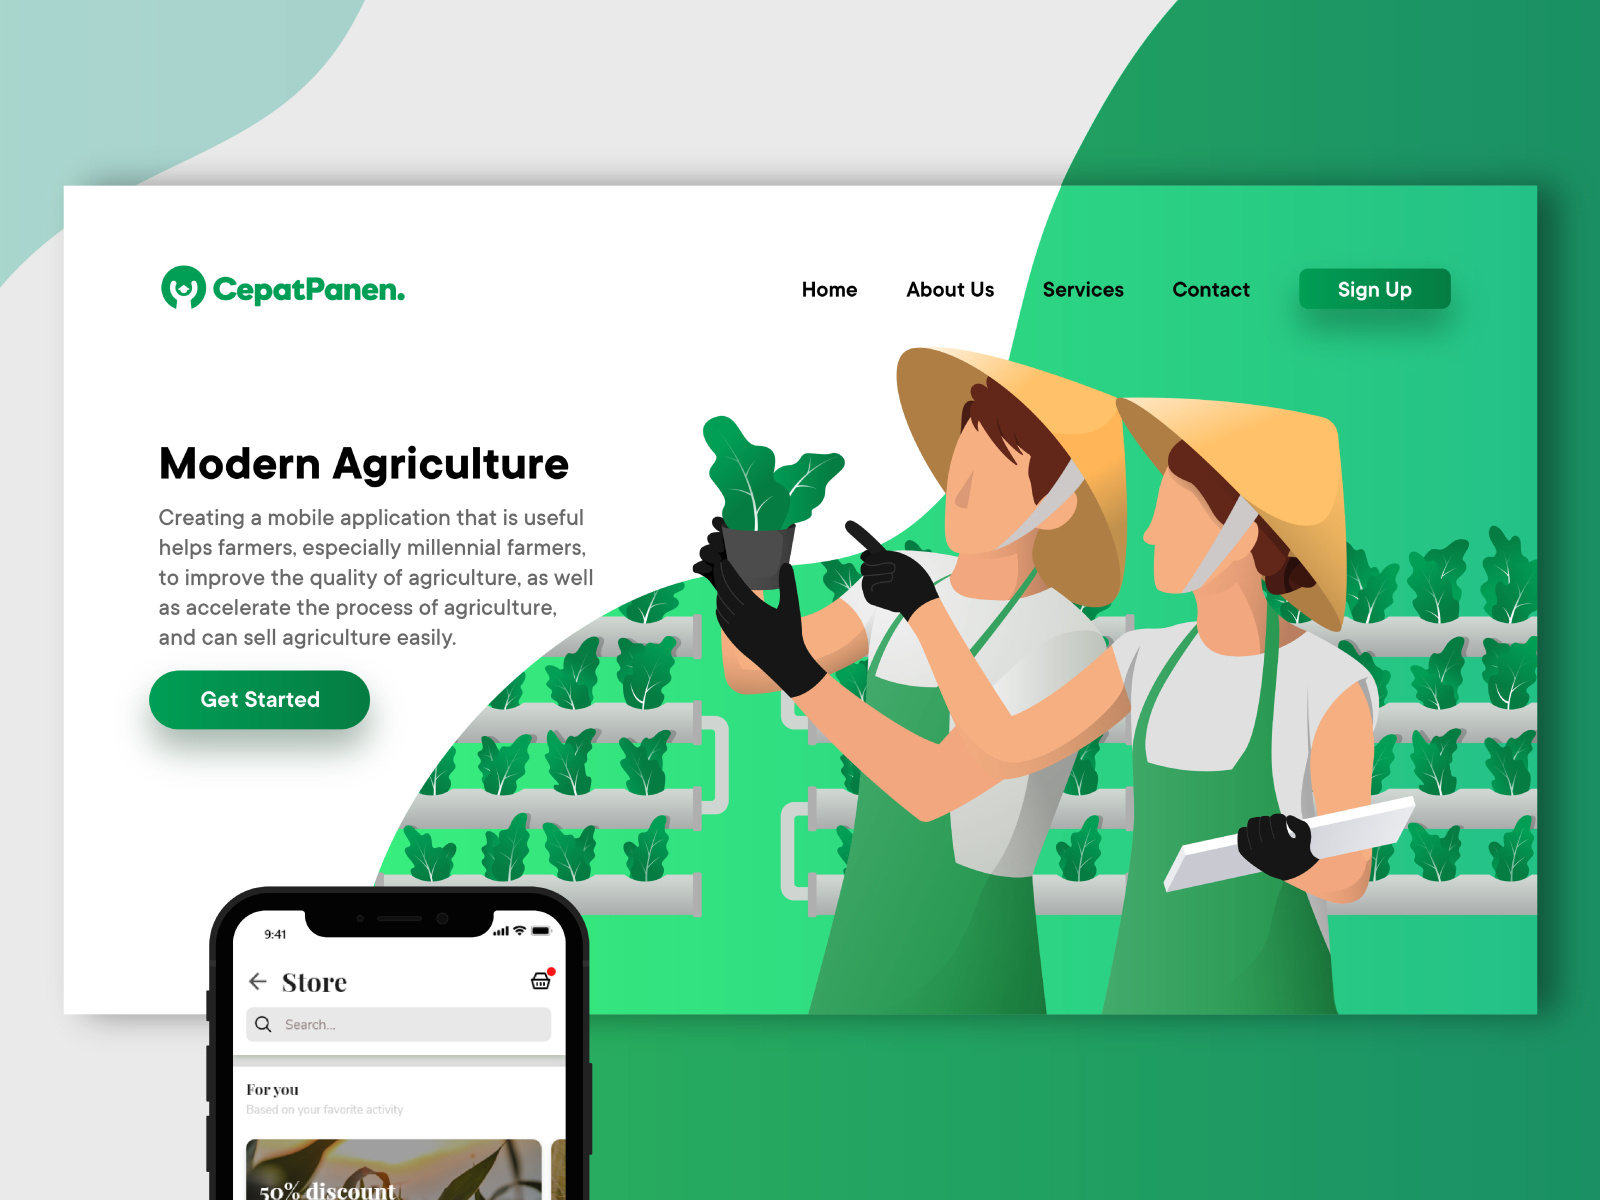 CepatPanen.
Home
About Us
Services
Contact
Sign Up
Modern Agriculture
Creating a mobile application that is useful
helps farmers, especially millennial farmers,
to improve the quality of agriculture, as well
as accelerate the process of agriculture,
and can sell agriculture easily.
Get Started
9:41
Store
Search...
For you
Based on your favorite activity
50% discount